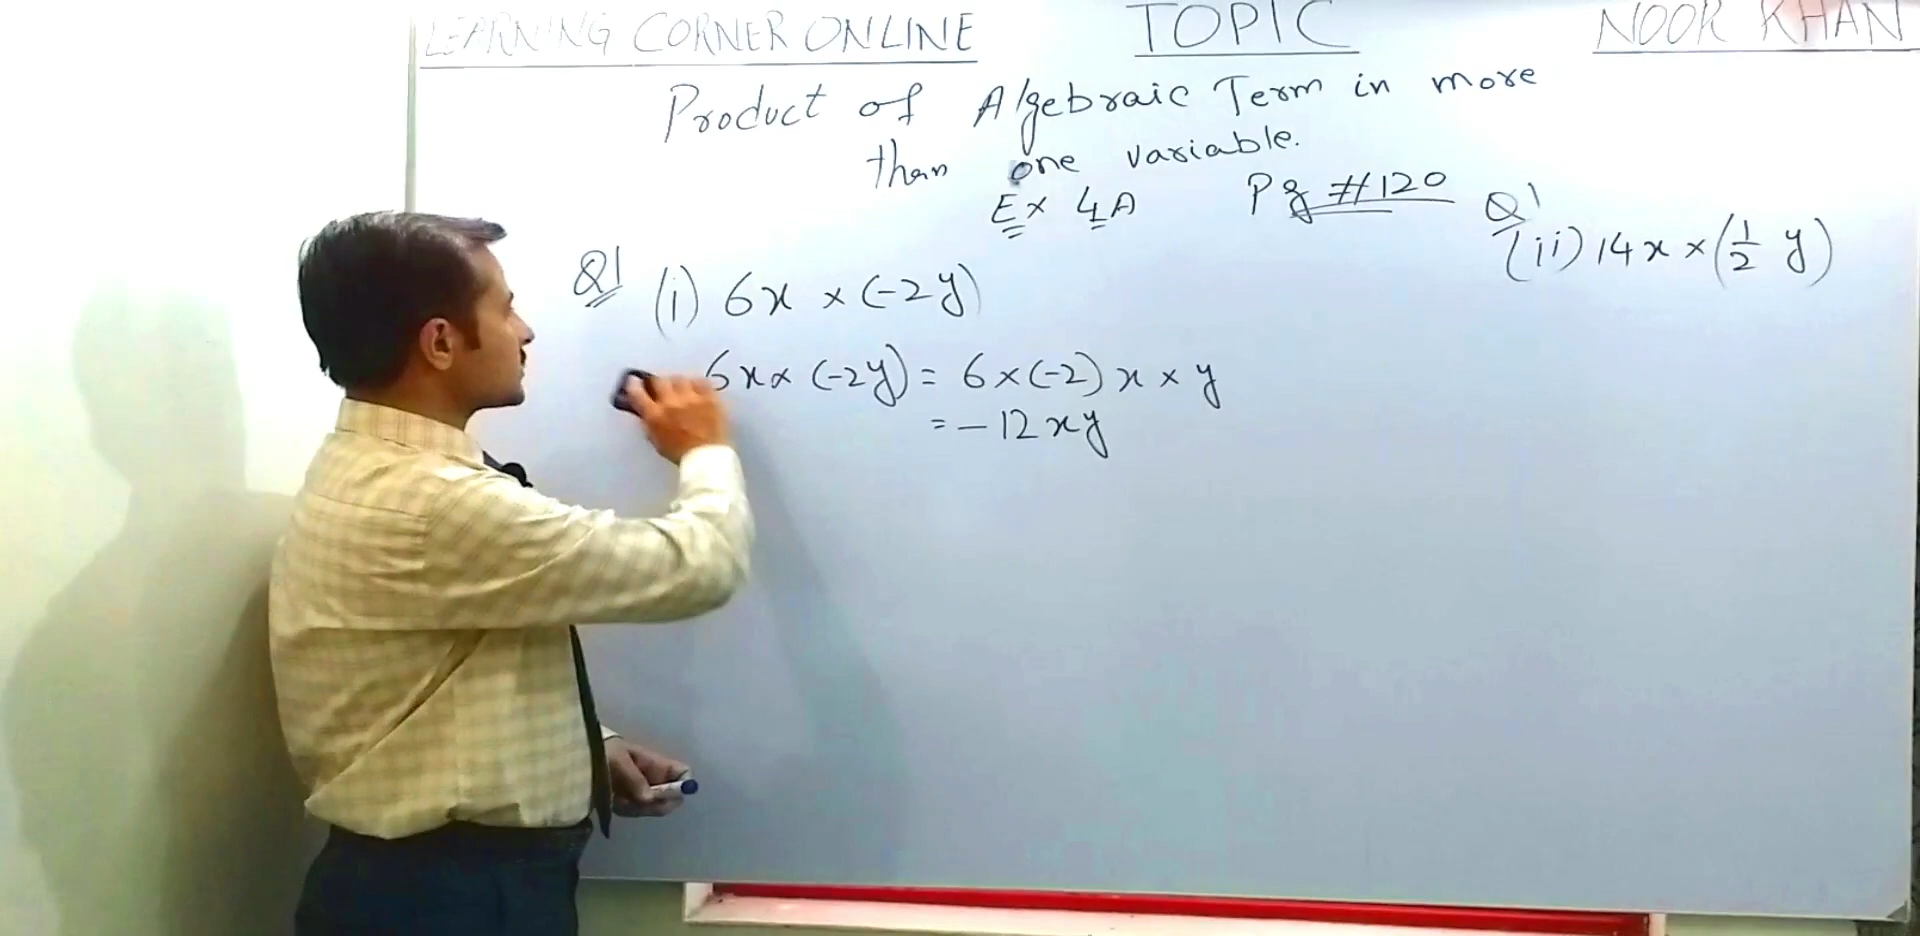 LEARNING CORNER ONLINE TOPIC NOOR KHAN
Product of Algebraic Term in more
than one variable.
Ex 4A Pg #120
Q1 (i) 6x × (-2y)
6x × (-2y) = 6 × (-2) x × y
= -12xy
Q1
(ii) 14x × (1/2 y)